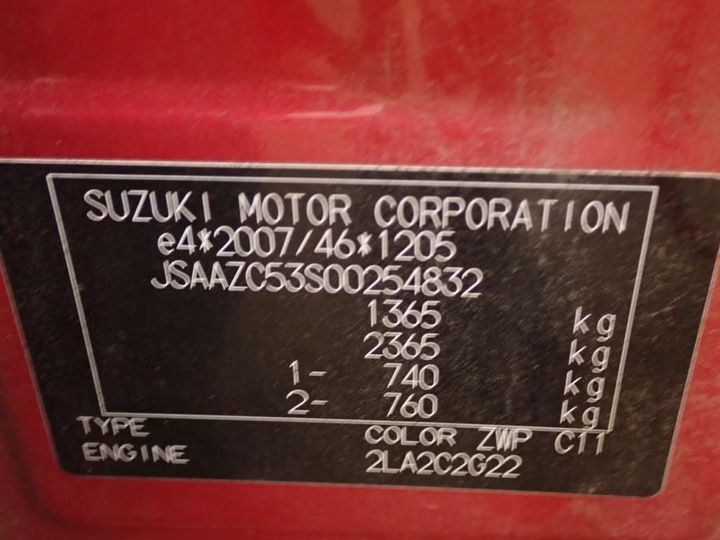 SUZUKI MOTOR CORPORATION
e4*2007/46*1205
JSAAZC53S00254832
1365 kg
2365 kg
1- 740 kg
2- 760 kg
TYPE COLOR ZWP C11
ENGINE 2LA2C2G22